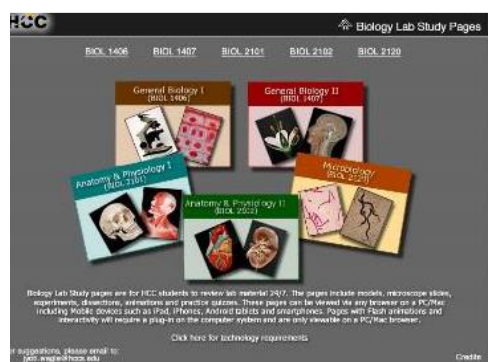 HCC
Biology Lab Study Pages
BIOL 1406 BIOL 1407 BIOL 2101 BIOL 2102 BIOL 2120
General Biology I
(BIOL 1406)
General Biology II
(BIOL 1407)
Anatomy & Physiology I
(BIOL 2101)
Microbiology
(BIOL 2120)
Anatomy & Physiology II
(BIOL 2102)
Biology Lab Study pages are for HCC students to review lab material 24/7. The pages include models, microscope slides,
experiments, dissections, animations and practice quizzes. These pages can be viewed via any browser on a PC/Mac
including Mobile devices such as iPad, iPhones, Android tablets and smartphones. Pages with Flash animations and
interactivity will require a plug-in on the computer system and are only viewable on a PC/Mac browser.
Click here for technology requirements
or suggestions, please email to:
Credits